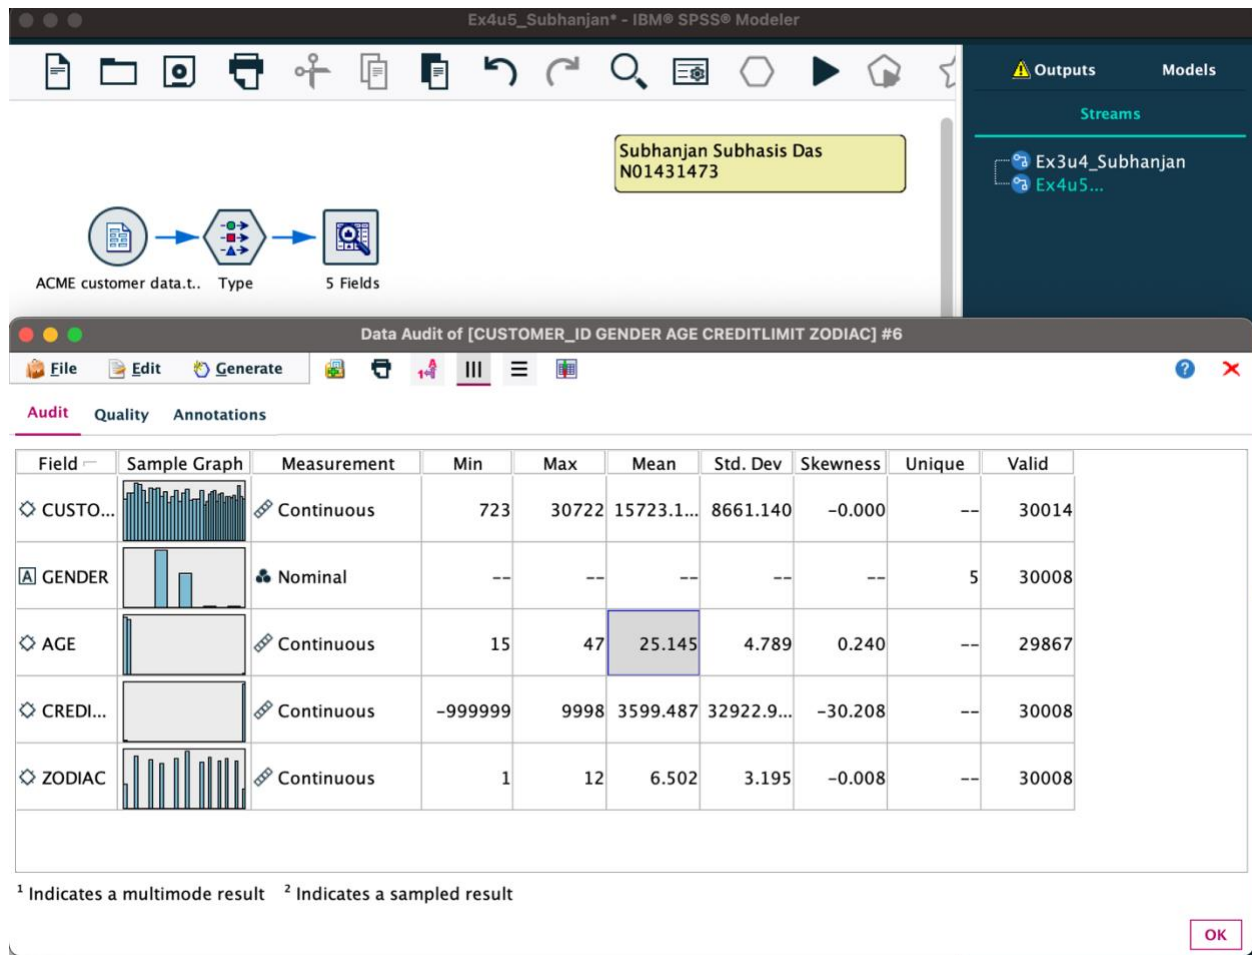 Ex4u5_Subhanjan* - IBM® SPSS® Modeler
Outputs Models
Streams
Ex3u4_Subhanjan
Ex4u5...
Subhanjan Subhasis Das
N01431473
ACME customer data.t.. Type 5 Fields
Data Audit of [CUSTOMER_ID GENDER AGE CREDITLIMIT ZODIAC] #6
File Edit Generate
Audit Quality Annotations
Field Sample Graph Measurement Min Max Mean Std. Dev Skewness Unique Valid
CUSTO... Continuous 723 30722 15723.1... 8661.140 -0.000 -- 30014
A GENDER Nominal -- -- -- -- -- 5 30008
AGE Continuous 15 47 25.145 4.789 0.240 -- 29867
CREDI... Continuous -999999 9998 3599.487 32922.9... -30.208 -- 30008
ZODIAC Continuous 1 12 6.502 3.195 -0.008 -- 30008
¹ Indicates a multimode result ² Indicates a sampled result
OK